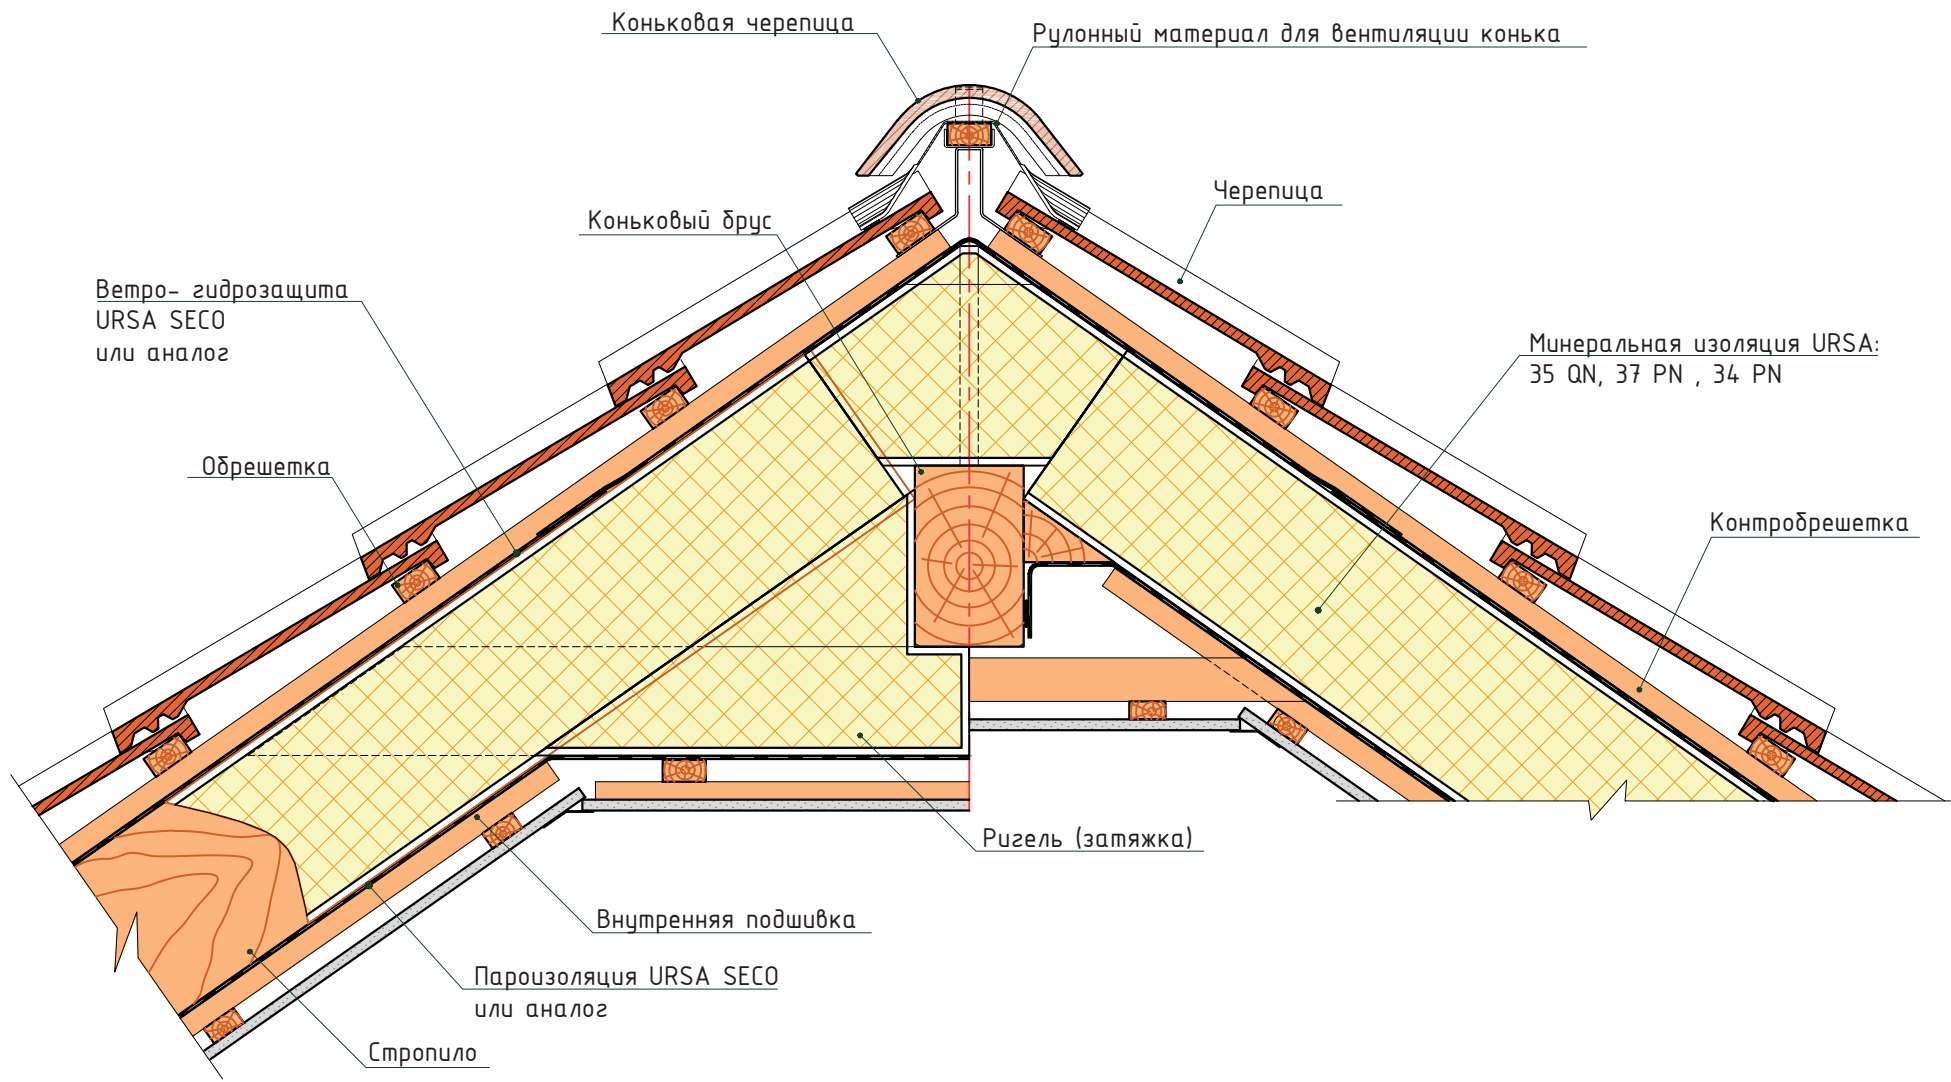 Коньковая черепица
Рулонный материал для вентиляции конька
Черепица
Коньковый брус
Ветро- гидрозащита
URSA SECO
или аналог
Минеральная изоляция URSA:
35 QN, 37 PN , 34 PN
Обрешетка
Контробрешетка
Ригель (затяжка)
Внутренняя подшивка
Пароизоляция URSA SECO
или аналог
Стропило